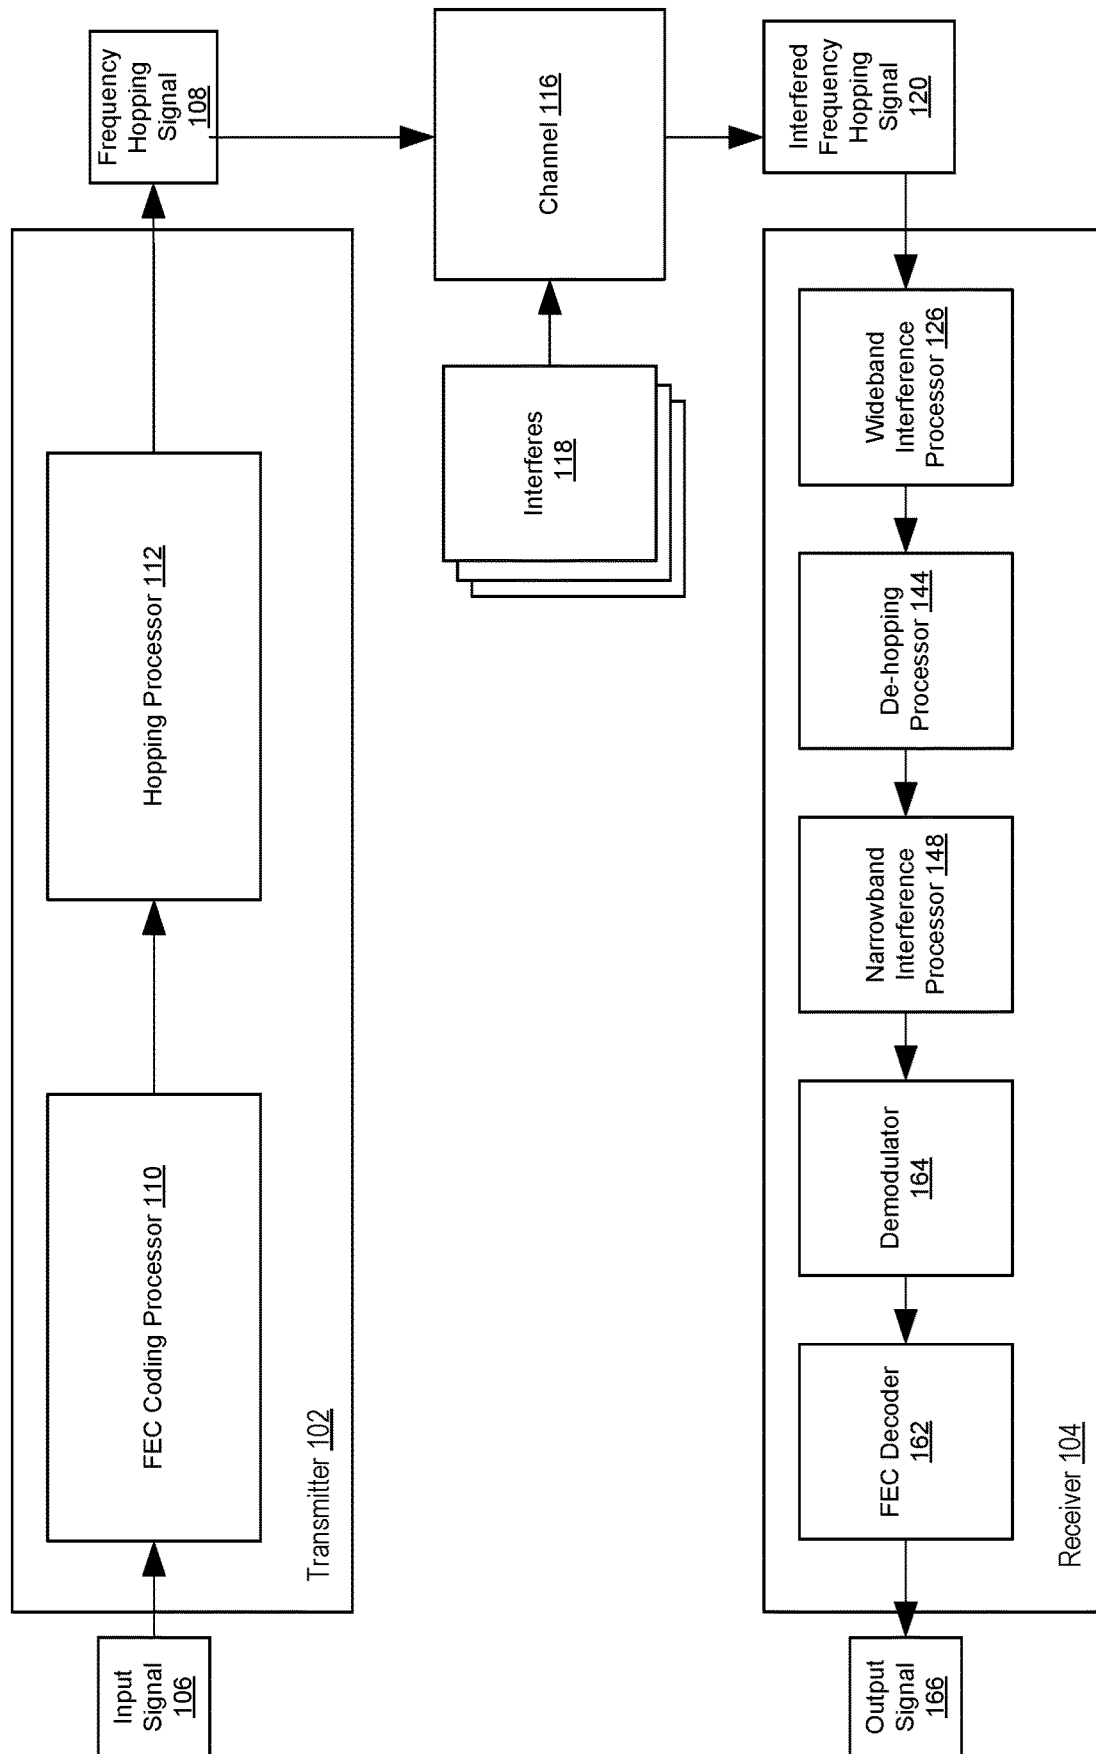 Input
Signal
106
FEC Coding Processor 110
Hopping Processor 112
Transmitter 102
Frequency
Hopping
Signal
108
Interferes
118
Channel 116
Output
Signal
166
FEC Decoder
162
Demodulator
164
Narrowband
Interference
Processor 148
De-hopping
Processor 144
Wideband
Interference
Processor 126
Receiver 104
Interfered
Frequency
Hopping
Signal
120